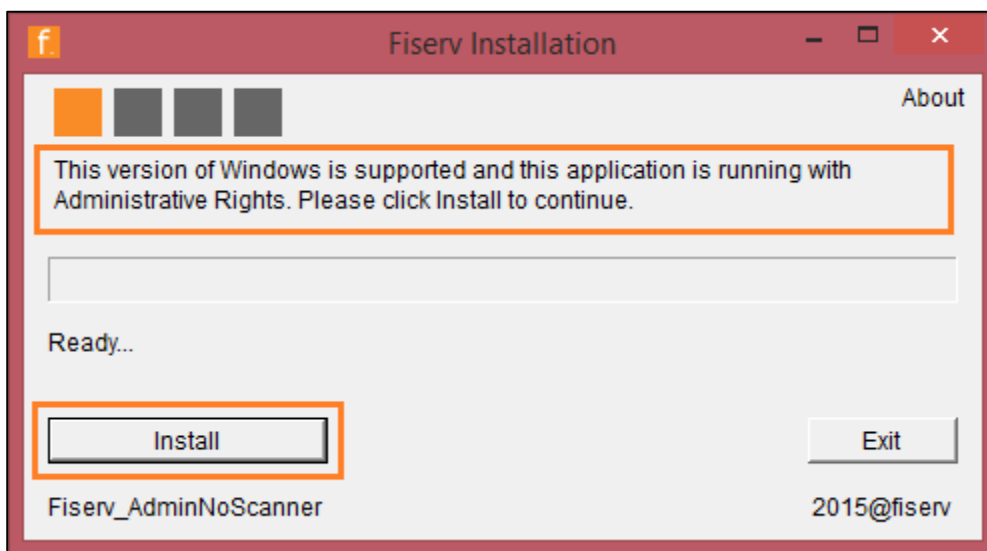 f.
Fiserv Installation
About
This version of Windows is supported and this application is running with
Administrative Rights. Please click Install to continue.
Ready...
Install
Exit
Fiserv_AdminNoScanner
2015@fiserv